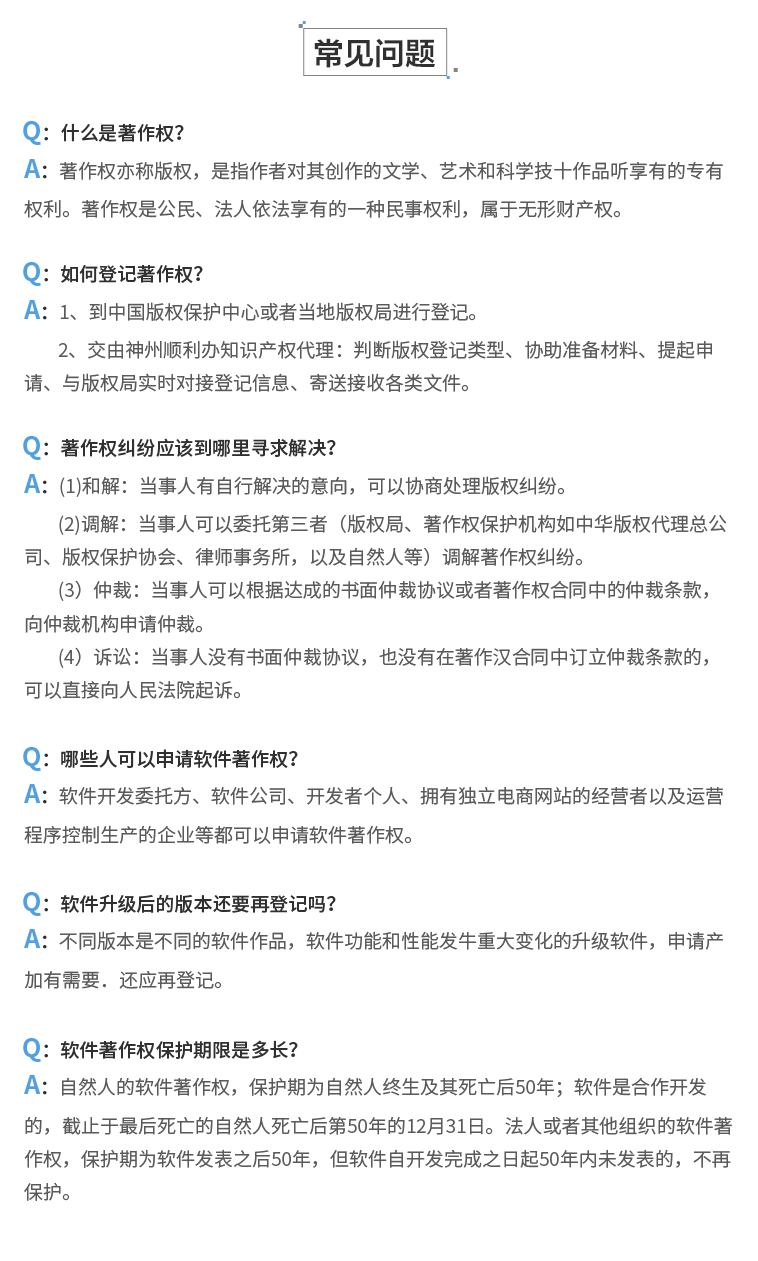 常见问题
Q：什么是著作权？
A：著作权亦称版权，是指作者对其创作的文学、艺术和科学技十作品听享有的专有
权利。著作权是公民、法人依法享有的一种民事权利，属于无形财产权。
Q：如何登记著作权？
A：1、到中国版权保护中心或者当地版权局进行登记。
2、交由神州顺利办知识产权代理：判断版权登记类型、协助准备材料、提起申
请、与版权局实时对接登记信息、寄送接收各类文件。
Q：著作权纠纷应该到哪里寻求解决？
A：(1)和解：当事人有自行解决的意向，可以协商处理版权纠纷。
(2)调解：当事人可以委托第三者（版权局、著作权保护机构如中华版权代理总公
司、版权保护协会、律师事务所，以及自然人等）调解著作权纠纷。
(3）仲裁：当事人可以根据达成的书面仲裁协议或者著作权合同中的仲裁条款，
向仲裁机构申请仲裁。
(4）诉讼：当事人没有书面仲裁协议，也没有在著作汉合同中订立仲裁条款的，
可以直接向人民法院起诉。
Q：哪些人可以申请软件著作权？
A：软件开发委托方、软件公司、开发者个人、拥有独立电商网站的经营者以及运营
程序控制生产的企业等都可以申请软件著作权。
Q：软件升级后的版本还要再登记吗？
A：不同版本是不同的软件作品，软件功能和性能发牛重大变化的升级软件，申请产
加有需要．还应再登记。
Q：软件著作权保护期限是多长？
A：自然人的软件著作权，保护期为自然人终生及其死亡后50年；软件是合作开发
的，截止于最后死亡的自然人死亡后第50年的12月31日。法人或者其他组织的软件著
作权，保护期为软件发表之后50年，但软件自开发完成之日起50年内未发表的，不再
保护。